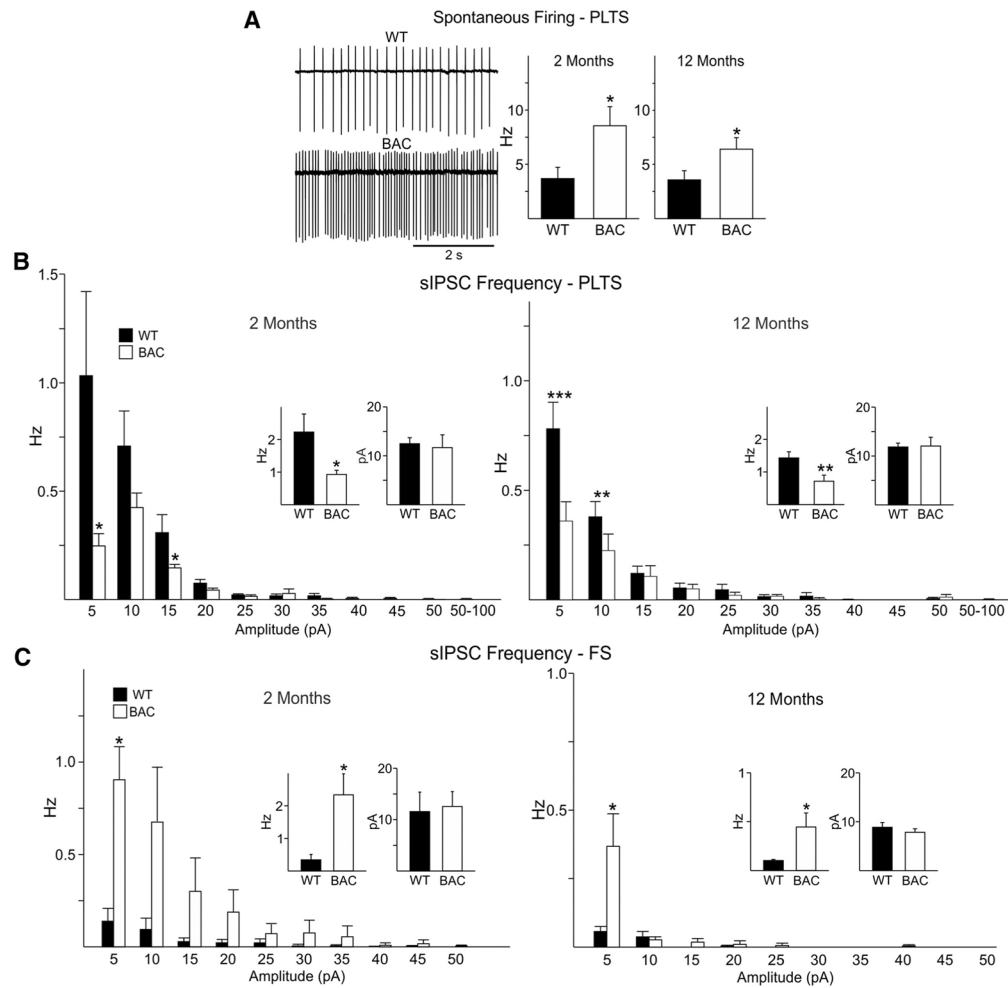 A
Spontaneous Firing - PLTS
WT
BAC
2 s
2 Months
12 Months
Hz
10
5
10
5
*
*
WT BAC
WT BAC
B
sIPSC Frequency - PLTS
2 Months
12 Months
WT
BAC
Hz
1.5
1.0
0.5
*
*
Hz
2
1
*
WT BAC
pA
20
10
WT BAC
5 10 15 20 25 30 35 40 45 50 50-100
Amplitude (pA)
1.0
0.5
***
**
Hz
2
1
**
WT BAC
pA
20
10
WT BAC
5 10 15 20 25 30 35 40 45 50 50-100
Amplitude (pA)
C
sIPSC Frequency - FS
2 Months
12 Months
WT
BAC
Hz
1.0
0.5
*
Hz
2
1
*
WT BAC
pA
20
10
WT BAC
5 10 15 20 25 30 35 40 45 50
Amplitude (pA)
Hz
1.0
0.5
*
Hz
1
*
WT BAC
pA
20
10
WT BAC
5 10 15 20 25 30 35 40 50
Amplitude (pA)